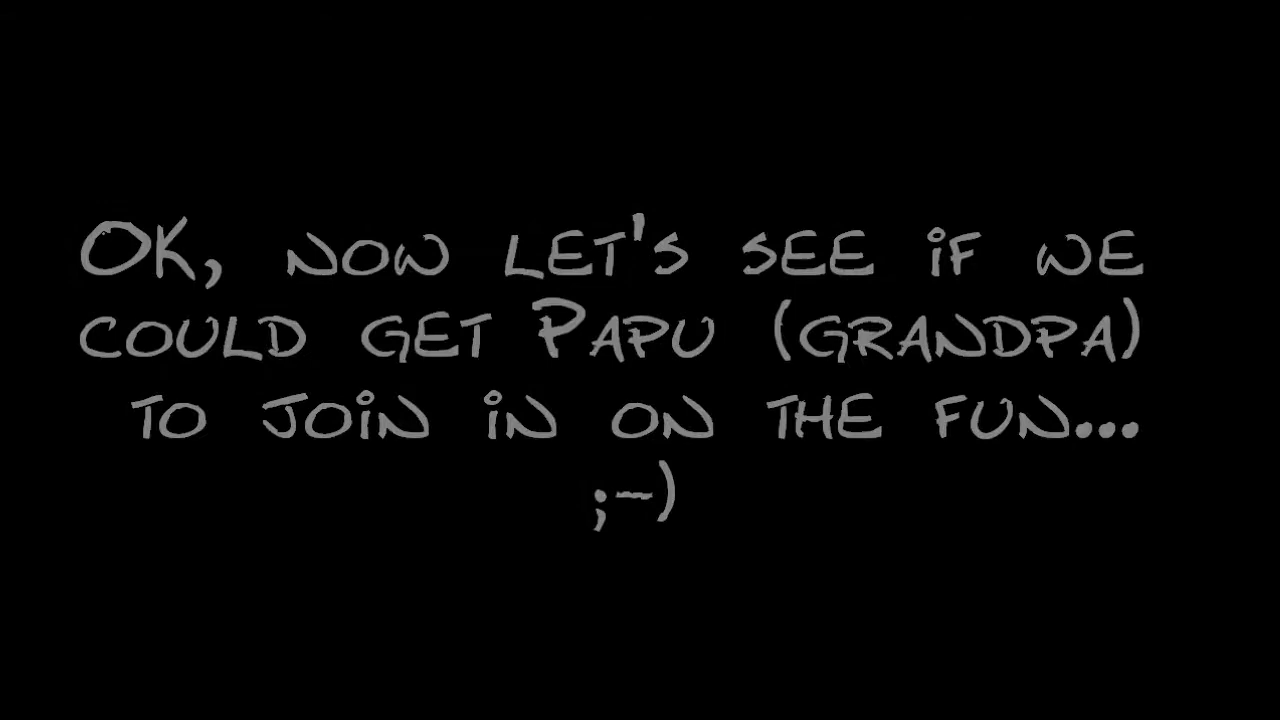 OK, now let's see if we
could get Papu (grandpa)
to join in on the fun...
;-)